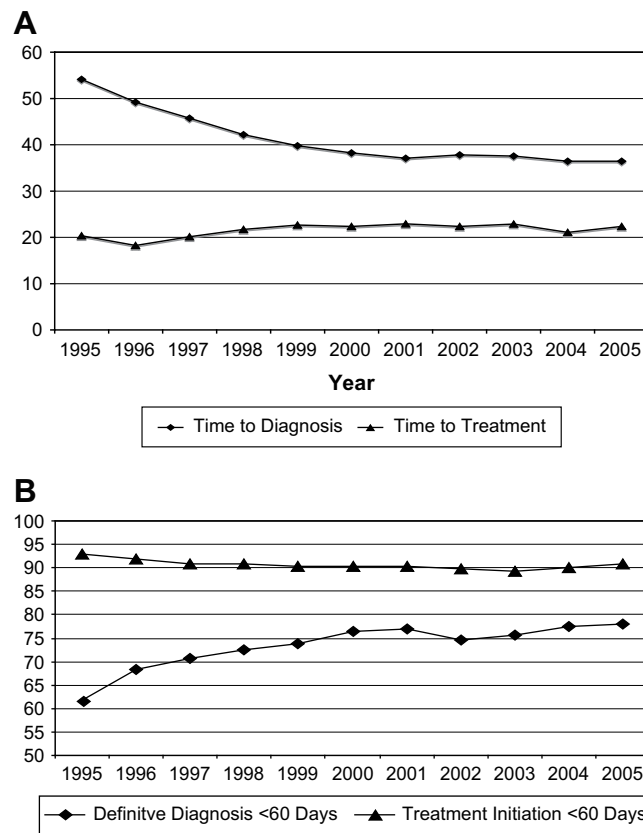 A
60
50
40
30
20
10
0
1995 1996 1997 1998 1999 2000 2001 2002 2003 2004 2005
Year
Time to Diagnosis Time to Treatment
B
100
95
90
85
80
75
70
65
60
55
50
1995 1996 1997 1998 1999 2000 2001 2002 2003 2004 2005
Definitve Diagnosis <60 Days Treatment Initiation <60 Days